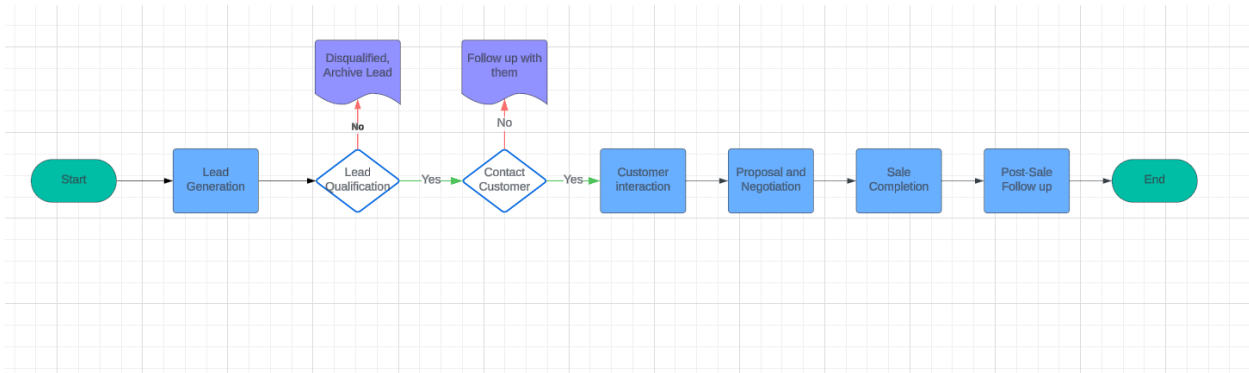 Disqualified,
Archive Lead
Follow up with
them
No
No
Start
Lead
Generation
Lead
Qualification
Yes
Contact
Customer
Yes
Customer
interaction
Proposal and
Negotiation
Sale
Completion
Post-Sale
Follow up
End